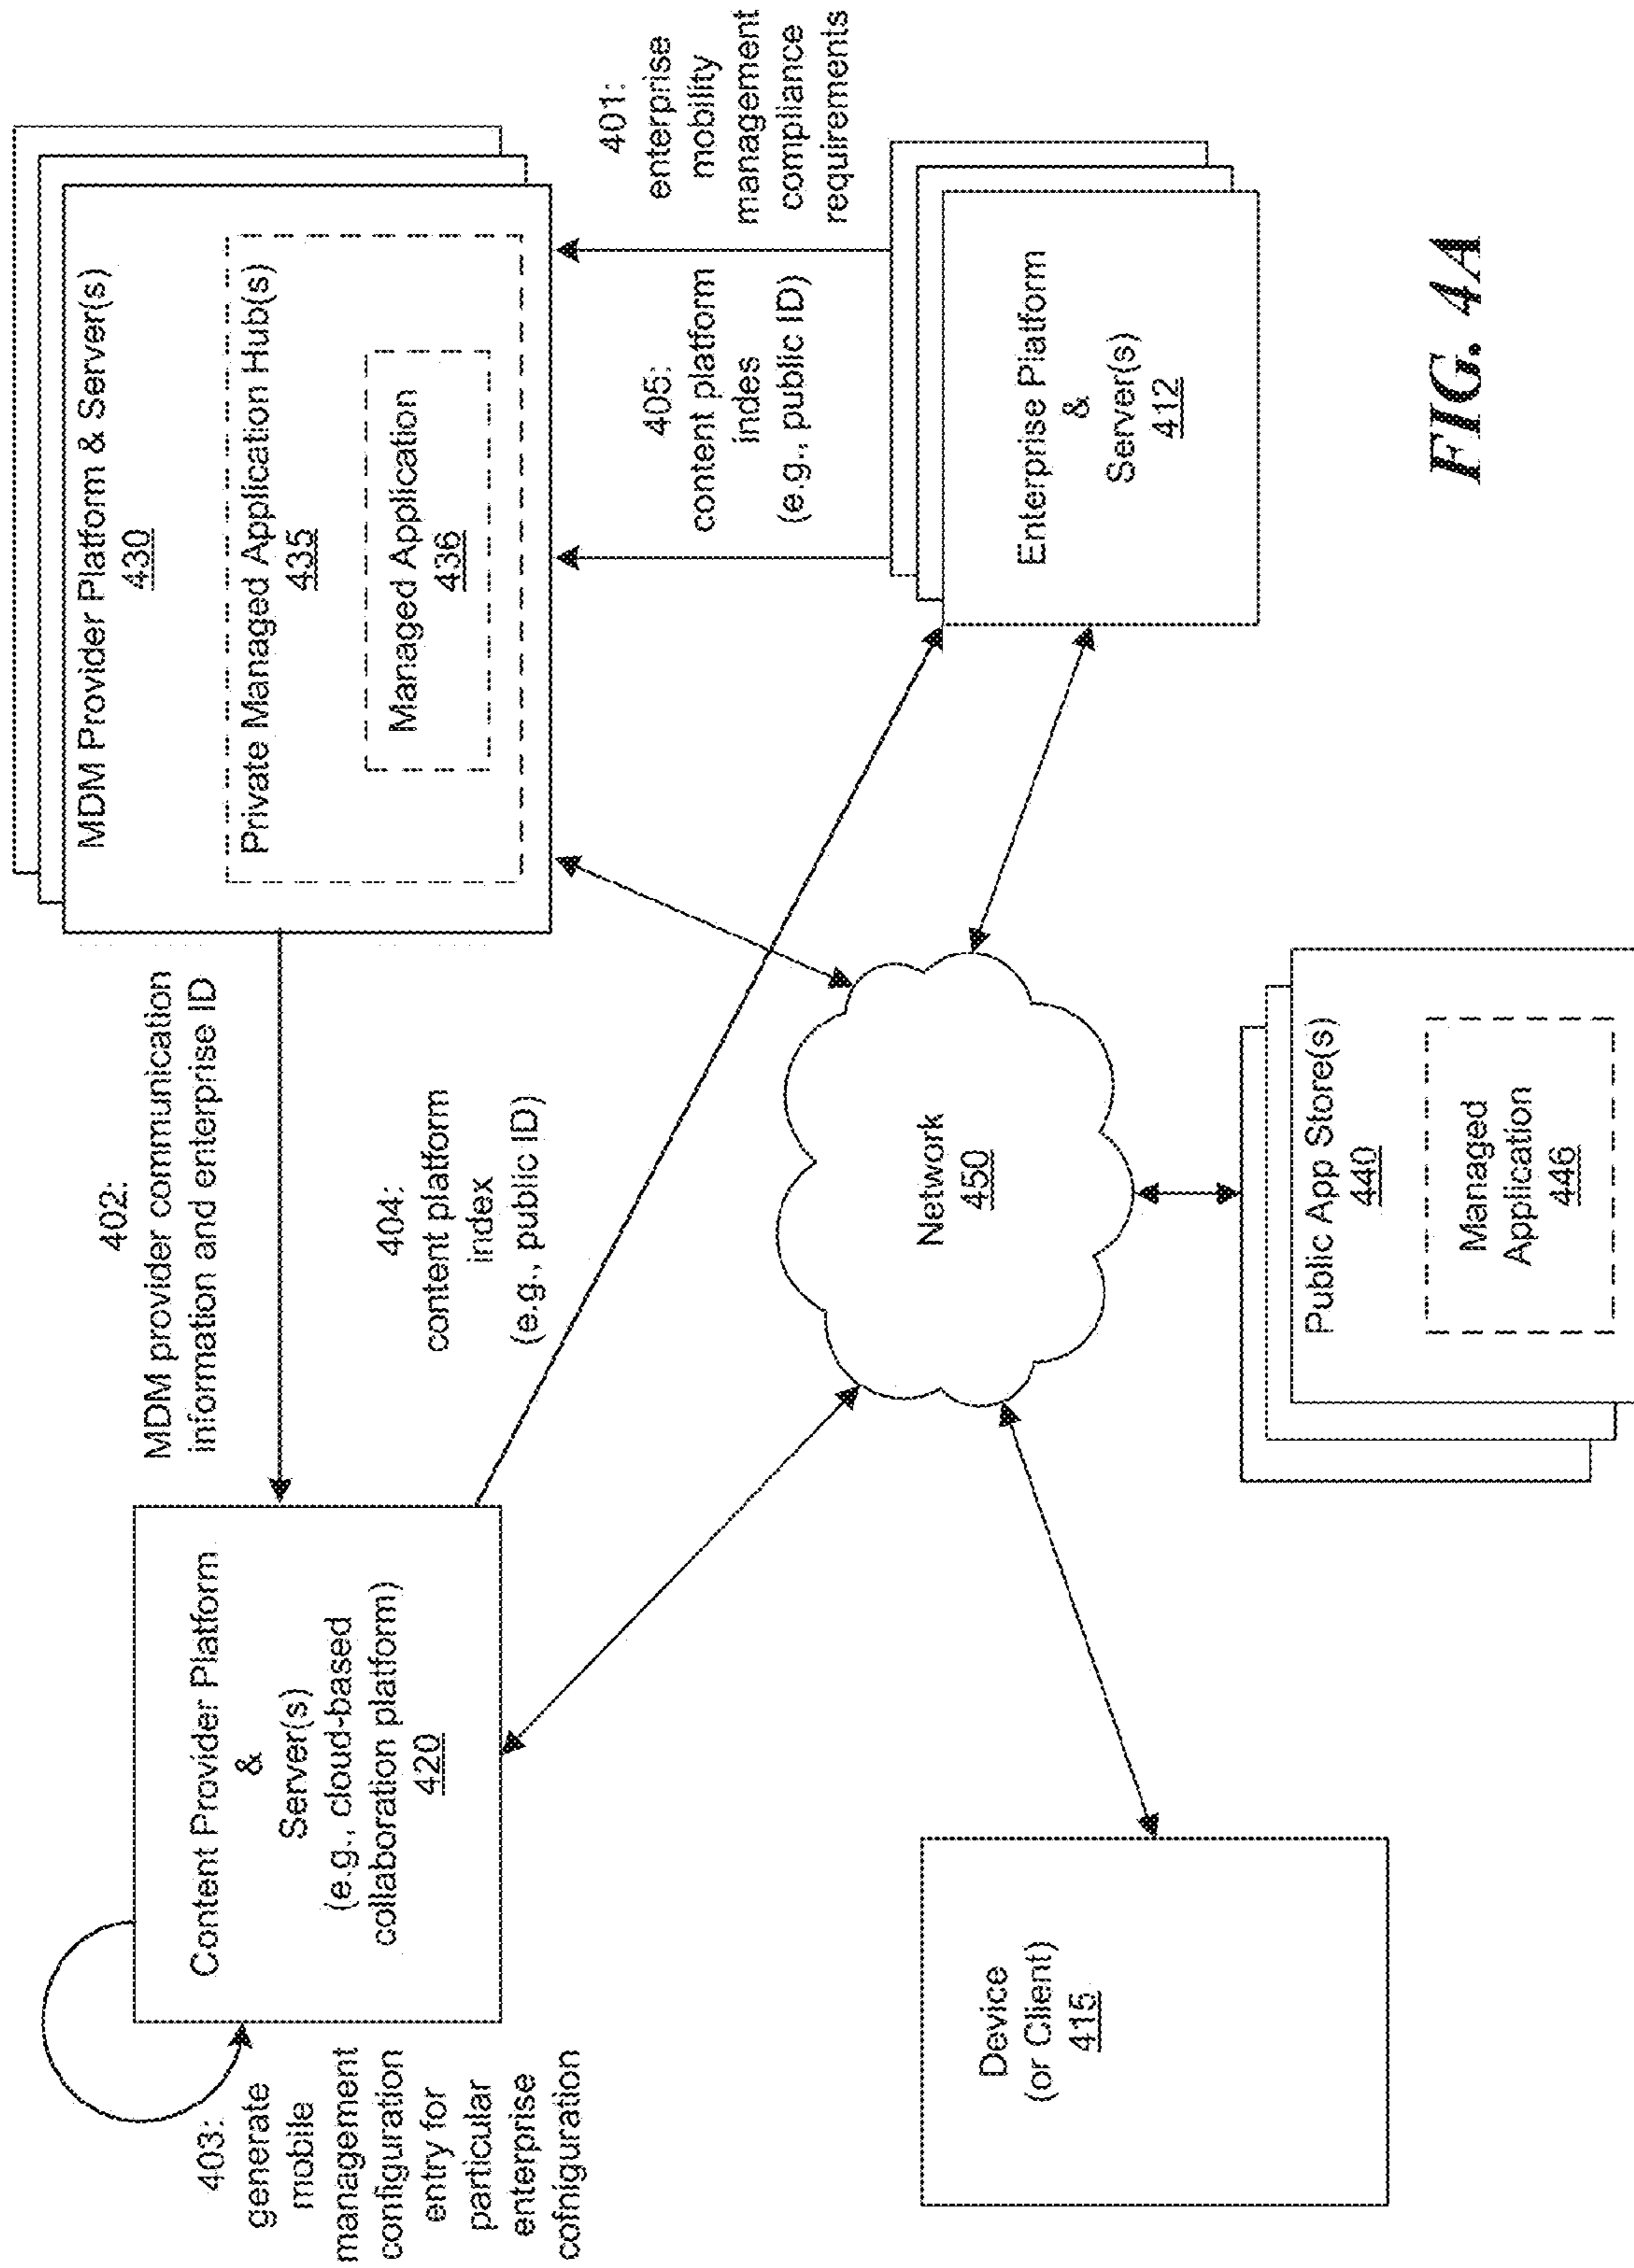 403:
generate
mobile
management
configuration
entry for
particular
enterprise
cofniguration
Content Provider Platform
&
Server(s)
(e.g., cloud-based
collaboration platform)
420
402:
MDM provider communication
information and enterprise ID
MDM Provider Platform & Server(s)
430
Private Managed Application Hub(s)
435
Managed Application
436
404:
content platform
index
(e.g., public ID)
405:
content platform
indes
(e.g., public ID)
401:
enterprise
mobility
management
compliance
requirements
Device
(or Client)
415
Network
450
Enterprise Platform
&
Server(s)
412
Public App Store(s)
440
Managed
Application
446
FIG. 4A